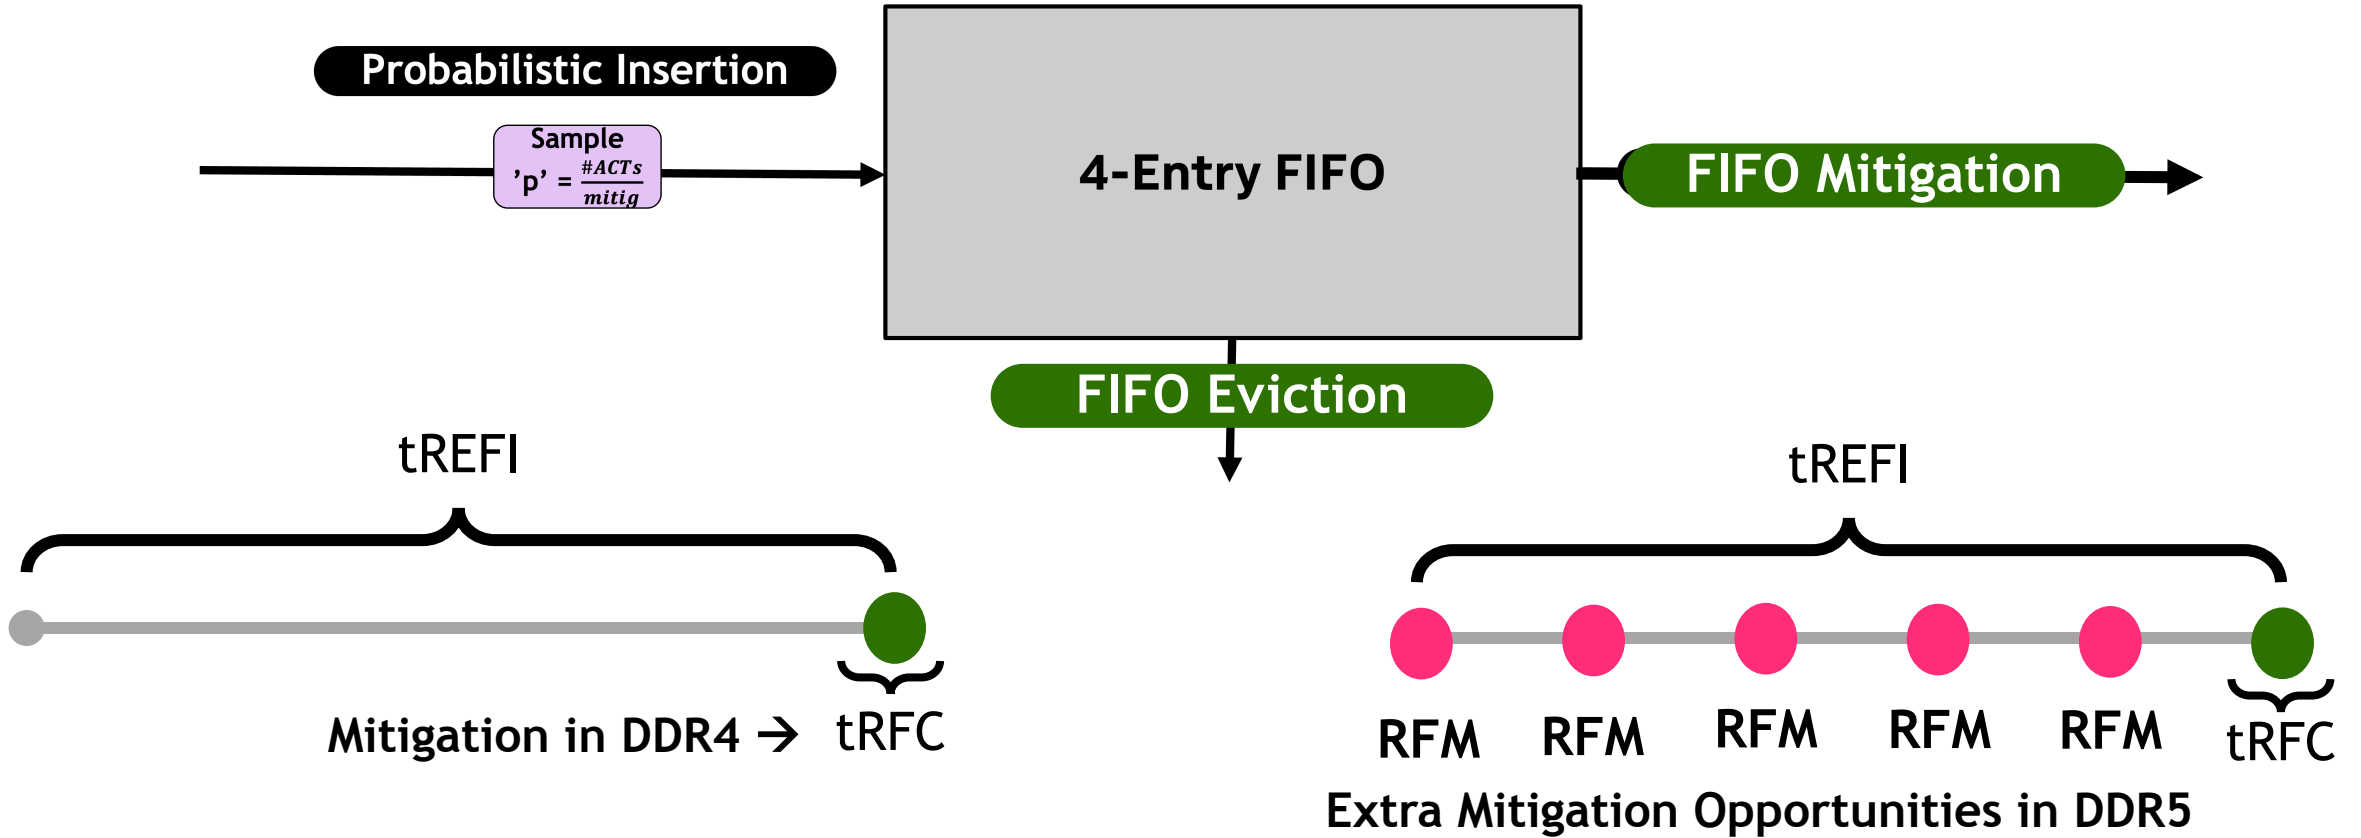 Probabilistic Insertion
Sample
’p’ = #ACTs / mitig
4-Entry FIFO
FIFO Mitigation
FIFO Eviction
tREFI
tREFI
Mitigation in DDR4 → tRFC
RFM RFM RFM RFM RFM tRFC
Extra Mitigation Opportunities in DDR5